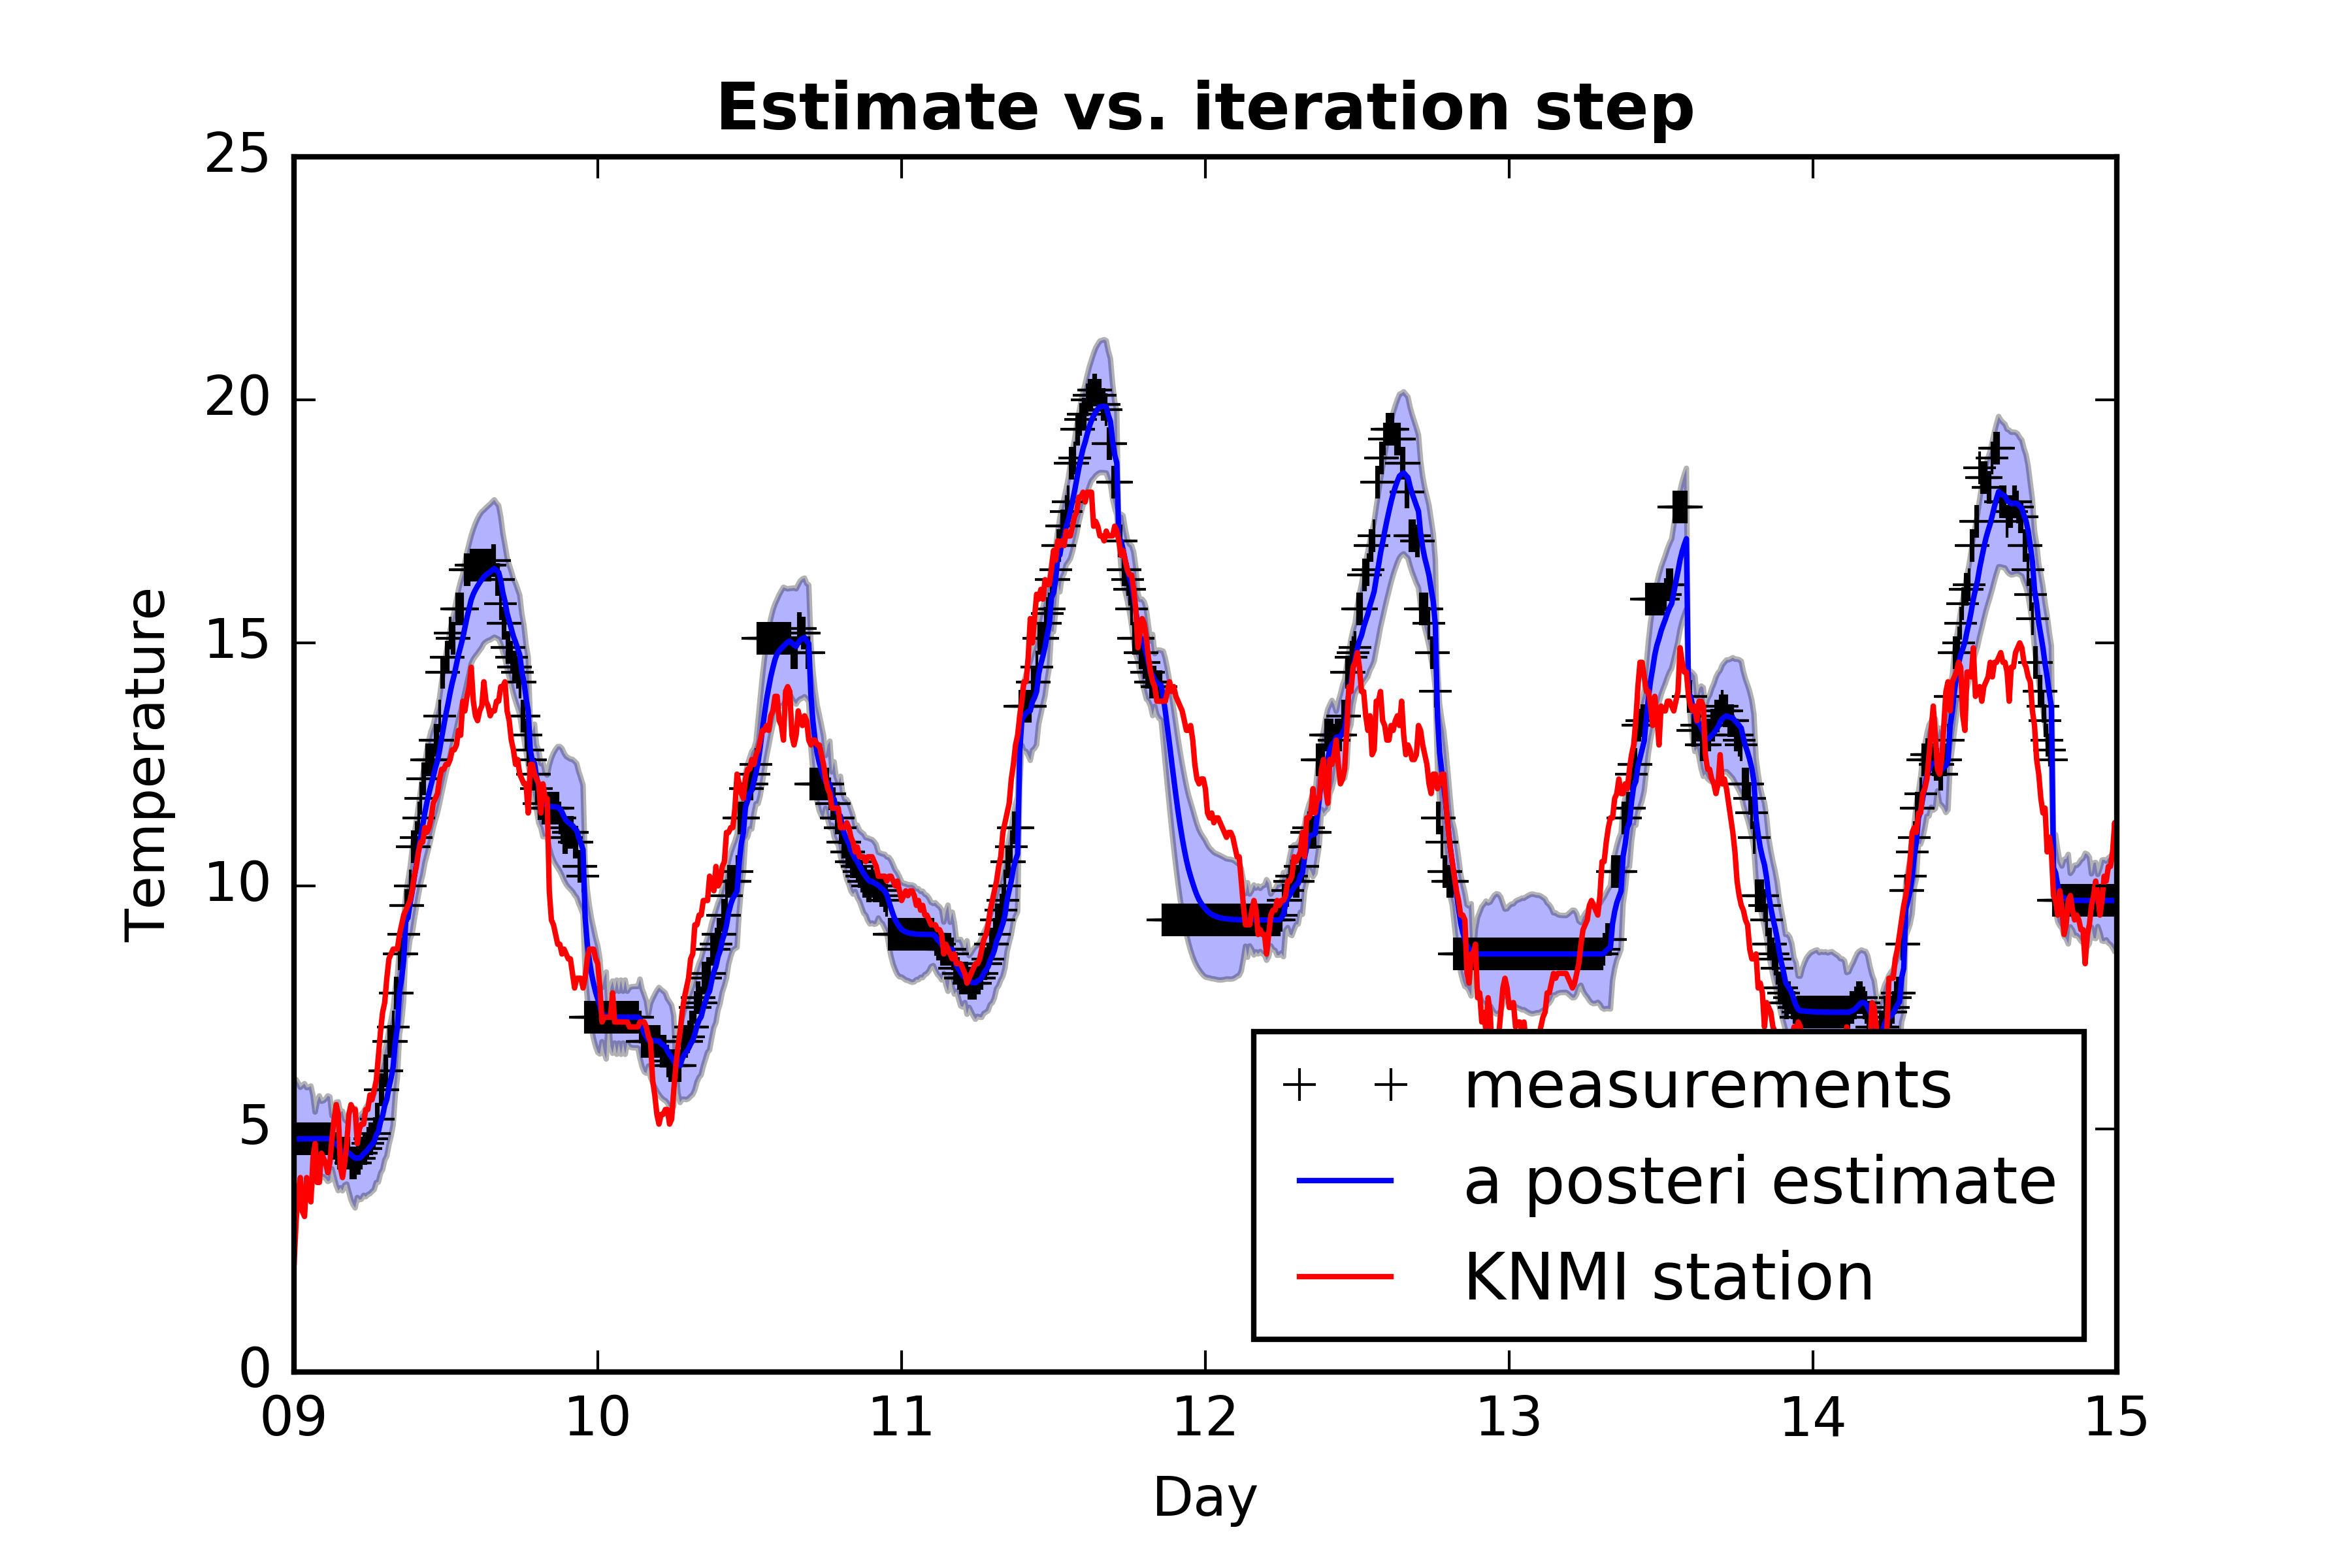 Estimate vs. iteration step
25
20
15
10
5
0
Temperature
09 10 11 12 13 14 15
Day
measurements
a posteri estimate
KNMI station